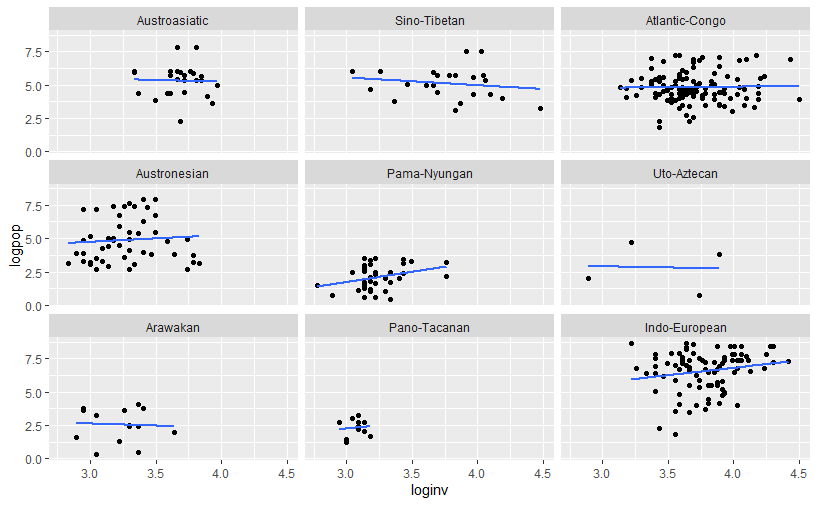 Austroasiatic Sino-Tibetan Atlantic-Congo
7.5
5.0
2.5
0.0
Austronesian Pama-Nyungan Uto-Aztecan
7.5
5.0
2.5
0.0
logpop
Arawakan Pano-Tacanan Indo-European
7.5
5.0
2.5
0.0
3.0 3.5 4.0 4.5 3.0 3.5 4.0 4.5 3.0 3.5 4.0 4.5
loginv